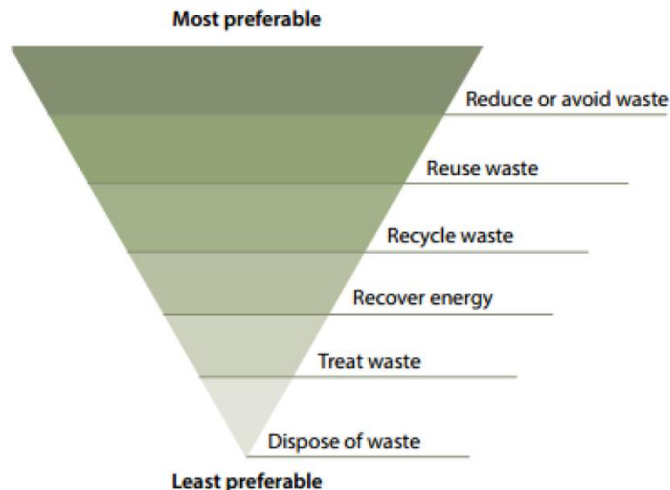 Most preferable
Reduce or avoid waste
Reuse waste
Recycle waste
Recover energy
Treat waste
Dispose of waste
Least preferable